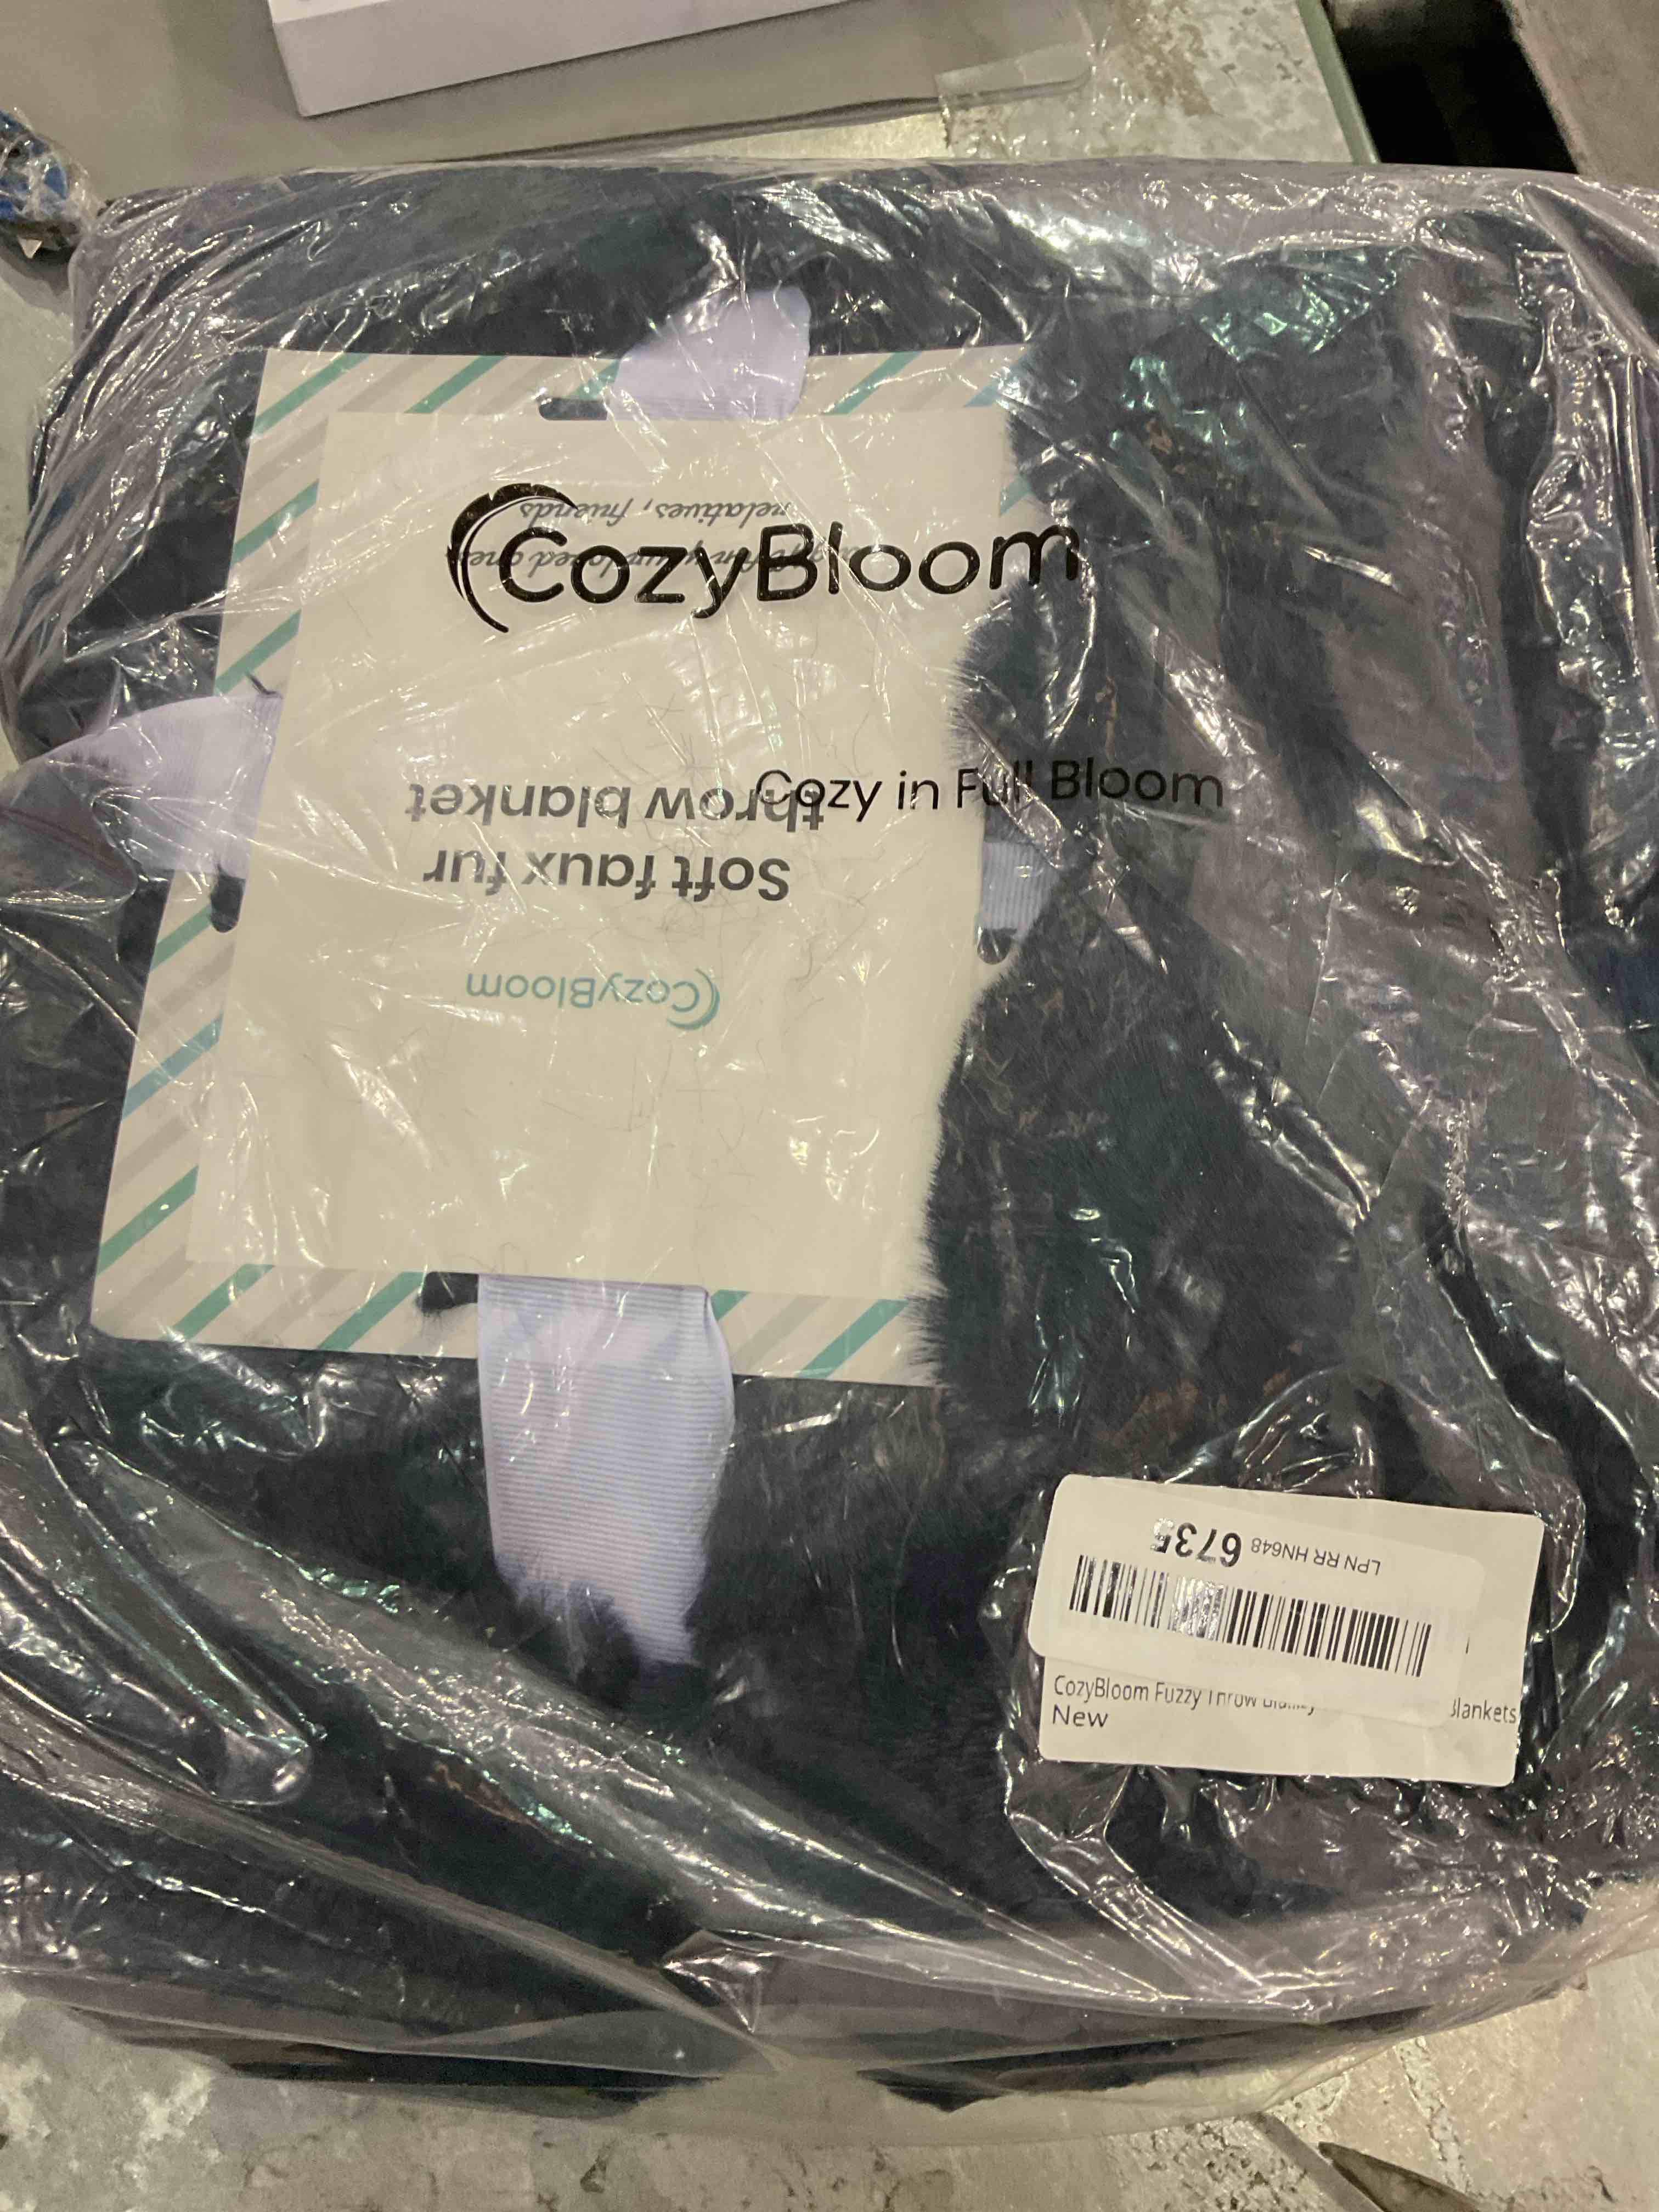 CozyBloom
relatives, friends
Cozy in Full Bloom
CozyBloom
Soft faux fur
throw blanket
LPN RR HN648 6735
CozyBloom Fuzzy Throw
Blankets
New